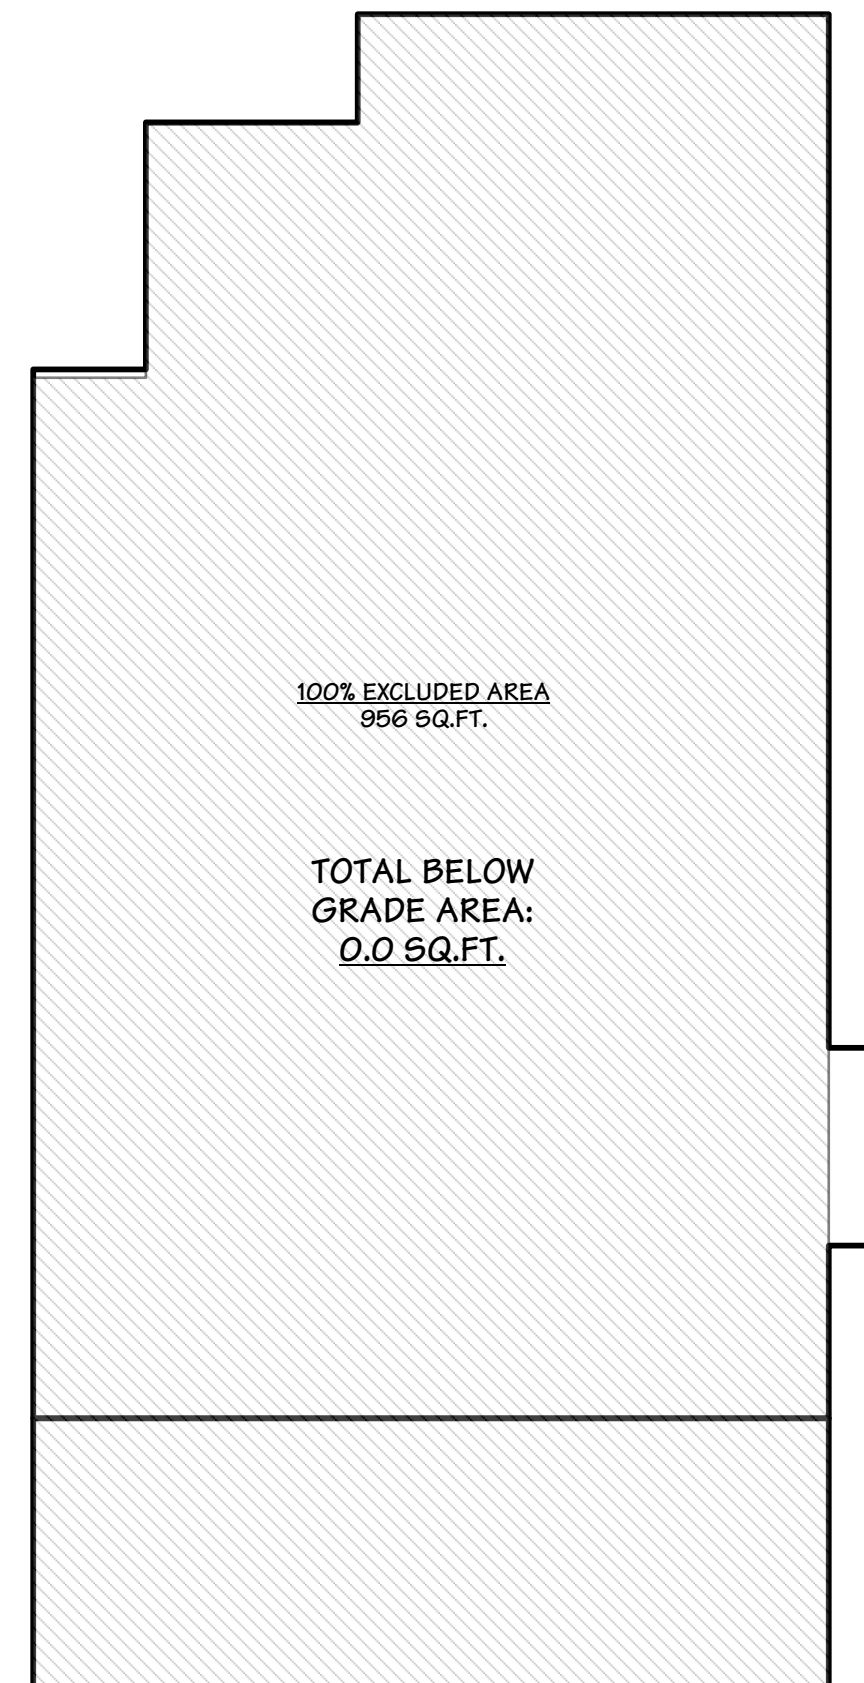 100% EXCLUDED AREA
956 SQ.FT.
TOTAL BELOW
GRADE AREA:
0.0 SQ.FT.